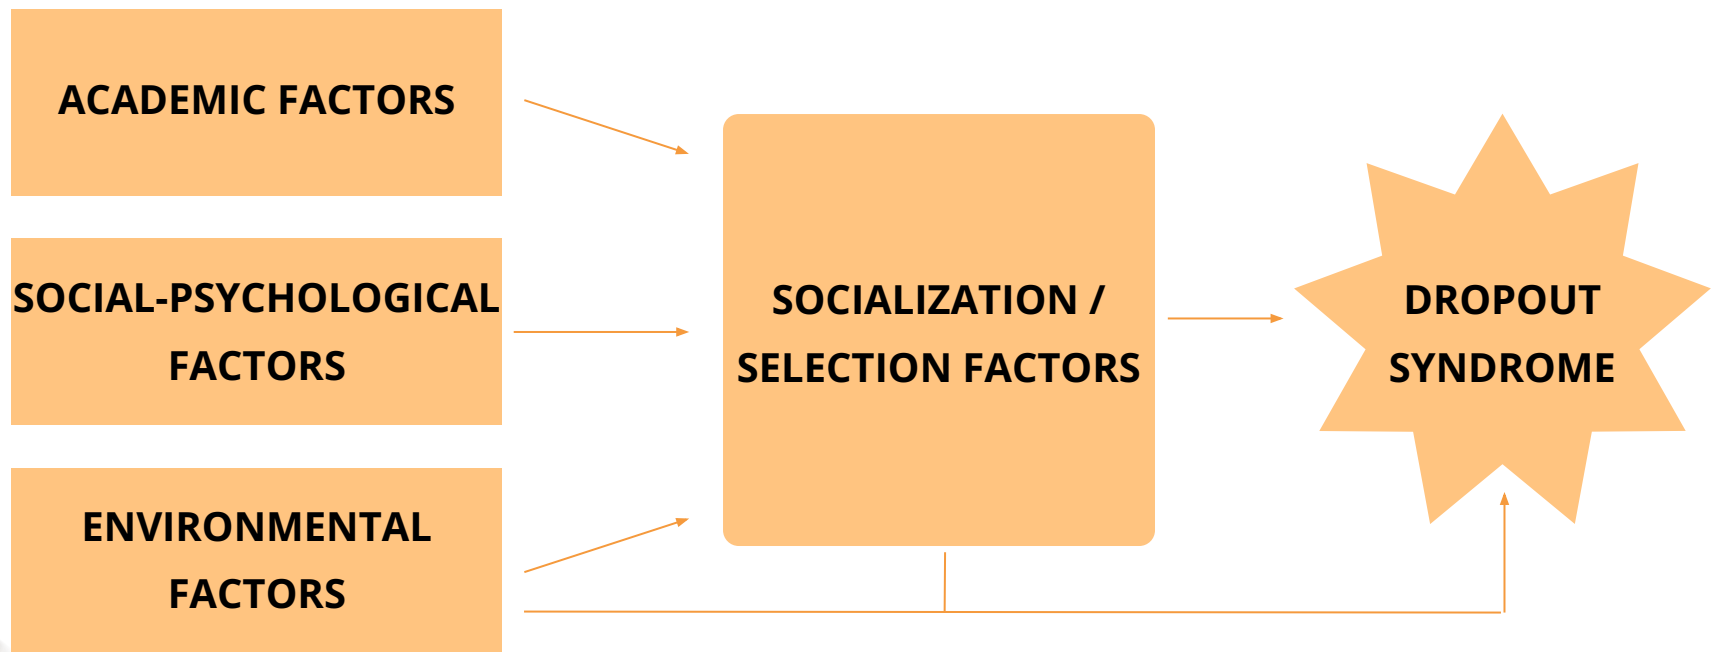 ACADEMIC FACTORS
SOCIAL-PSYCHOLOGICAL
FACTORS
ENVIRONMENTAL
FACTORS
SOCIALIZATION /
SELECTION FACTORS
DROPOUT
SYNDROME